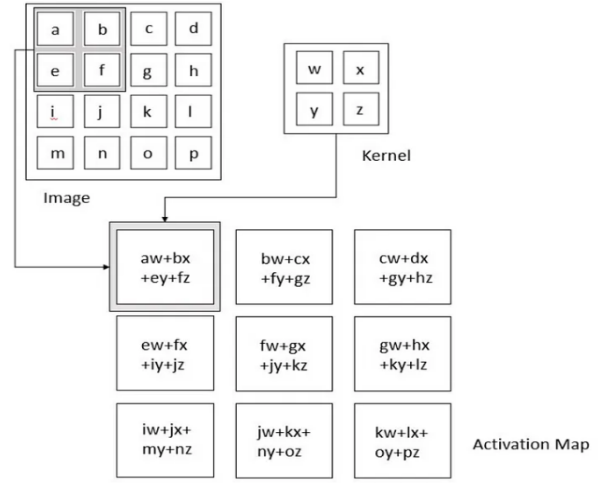 a b c d
e f g h
i j k l
m n o p
Image
w x
y z
Kernel
aw+bx
+ey+fz
bw+cx
+fy+gz
cw+dx
+gy+hz
ew+fx
+iy+jz
fw+gx
+jy+kz
gw+hx
+ky+lz
iw+jx+
my+nz
jw+kx+
ny+oz
kw+lx+
oy+pz
Activation Map